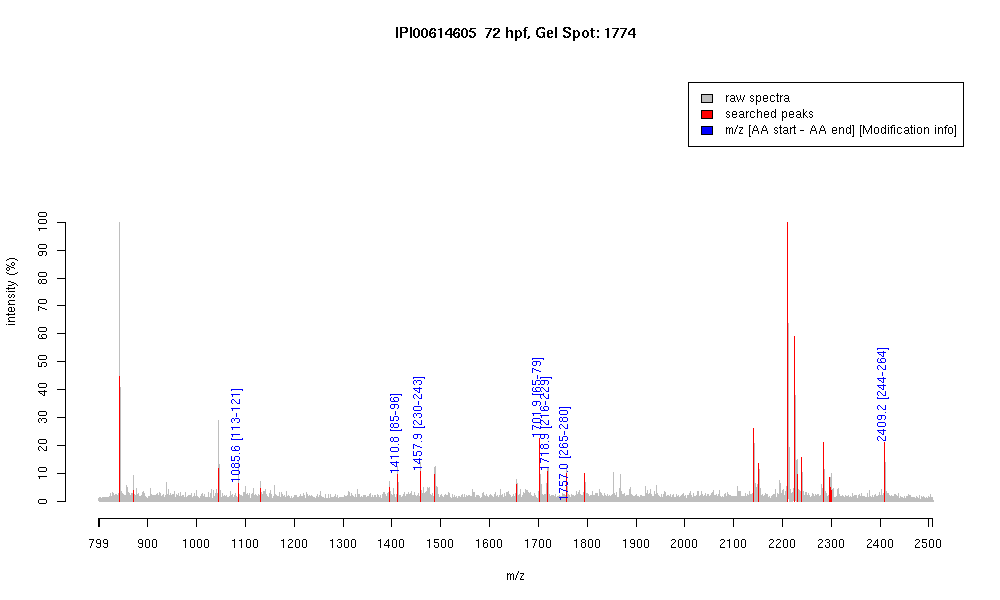 IPI00614605 72 hpf, Gel Spot: 1774
raw spectra
searched peaks
m/z [AA start - AA end] [Modification info]
intensity (%)
100
90
80
70
60
50
40
30
20
10
0
1085.6 [113-121]
1410.8 [85-96]
1457.9 [230-243]
1701.9 [65-79]
1718.9 [216-229]
1757.0 [265-280]
2409.2 [244-264]
799 900 1000 1100 1200 1300 1400 1500 1600 1700 1800 1900 2000 2100 2200 2300 2400 2500
m/z